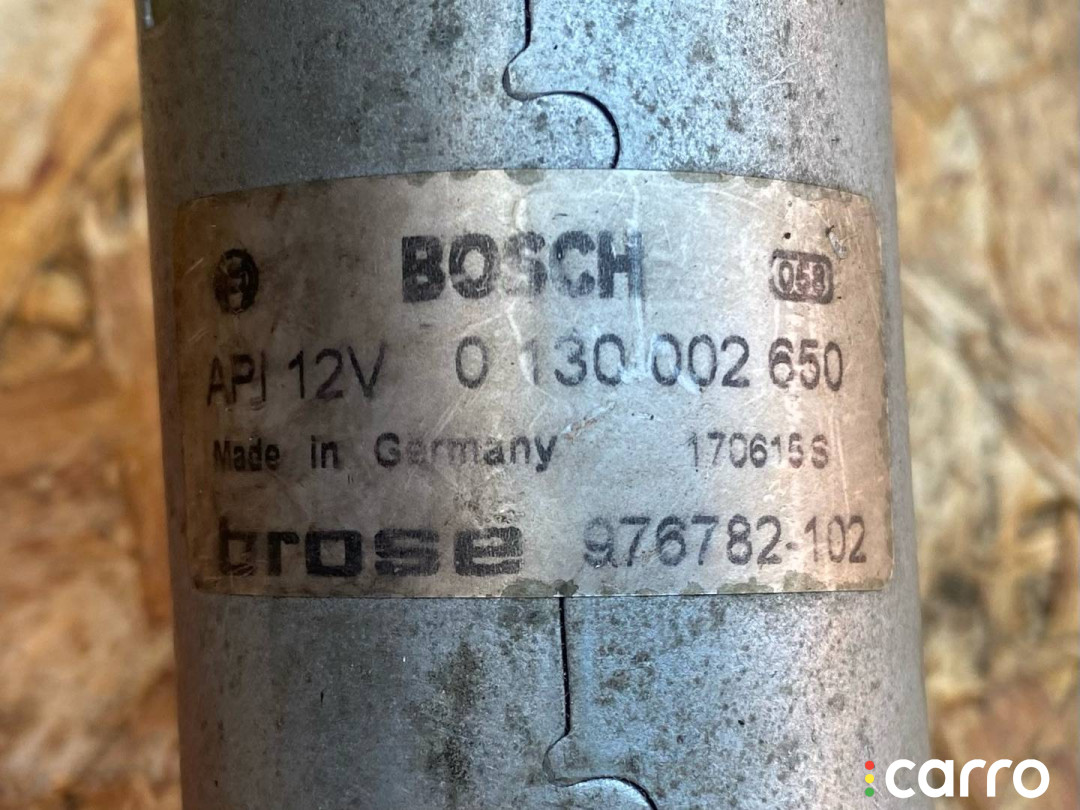 BOSCH 058
APJ 12V 0 130 002 650
Made in Germany 170615S
brose 976782-102
carro